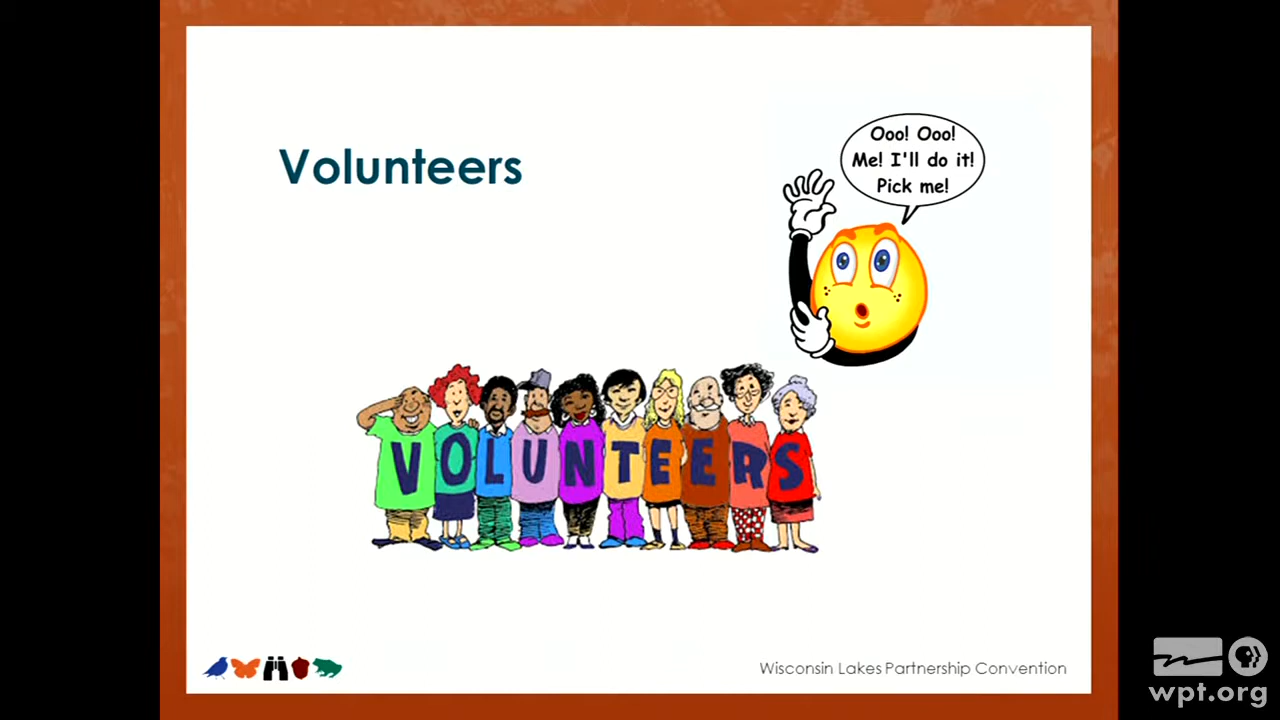 Volunteers
Ooo! Ooo!
Me! I'll do it!
Pick me!
VOLUNTEERS
Wisconsin Lakes Partnership Convention
wpt.org